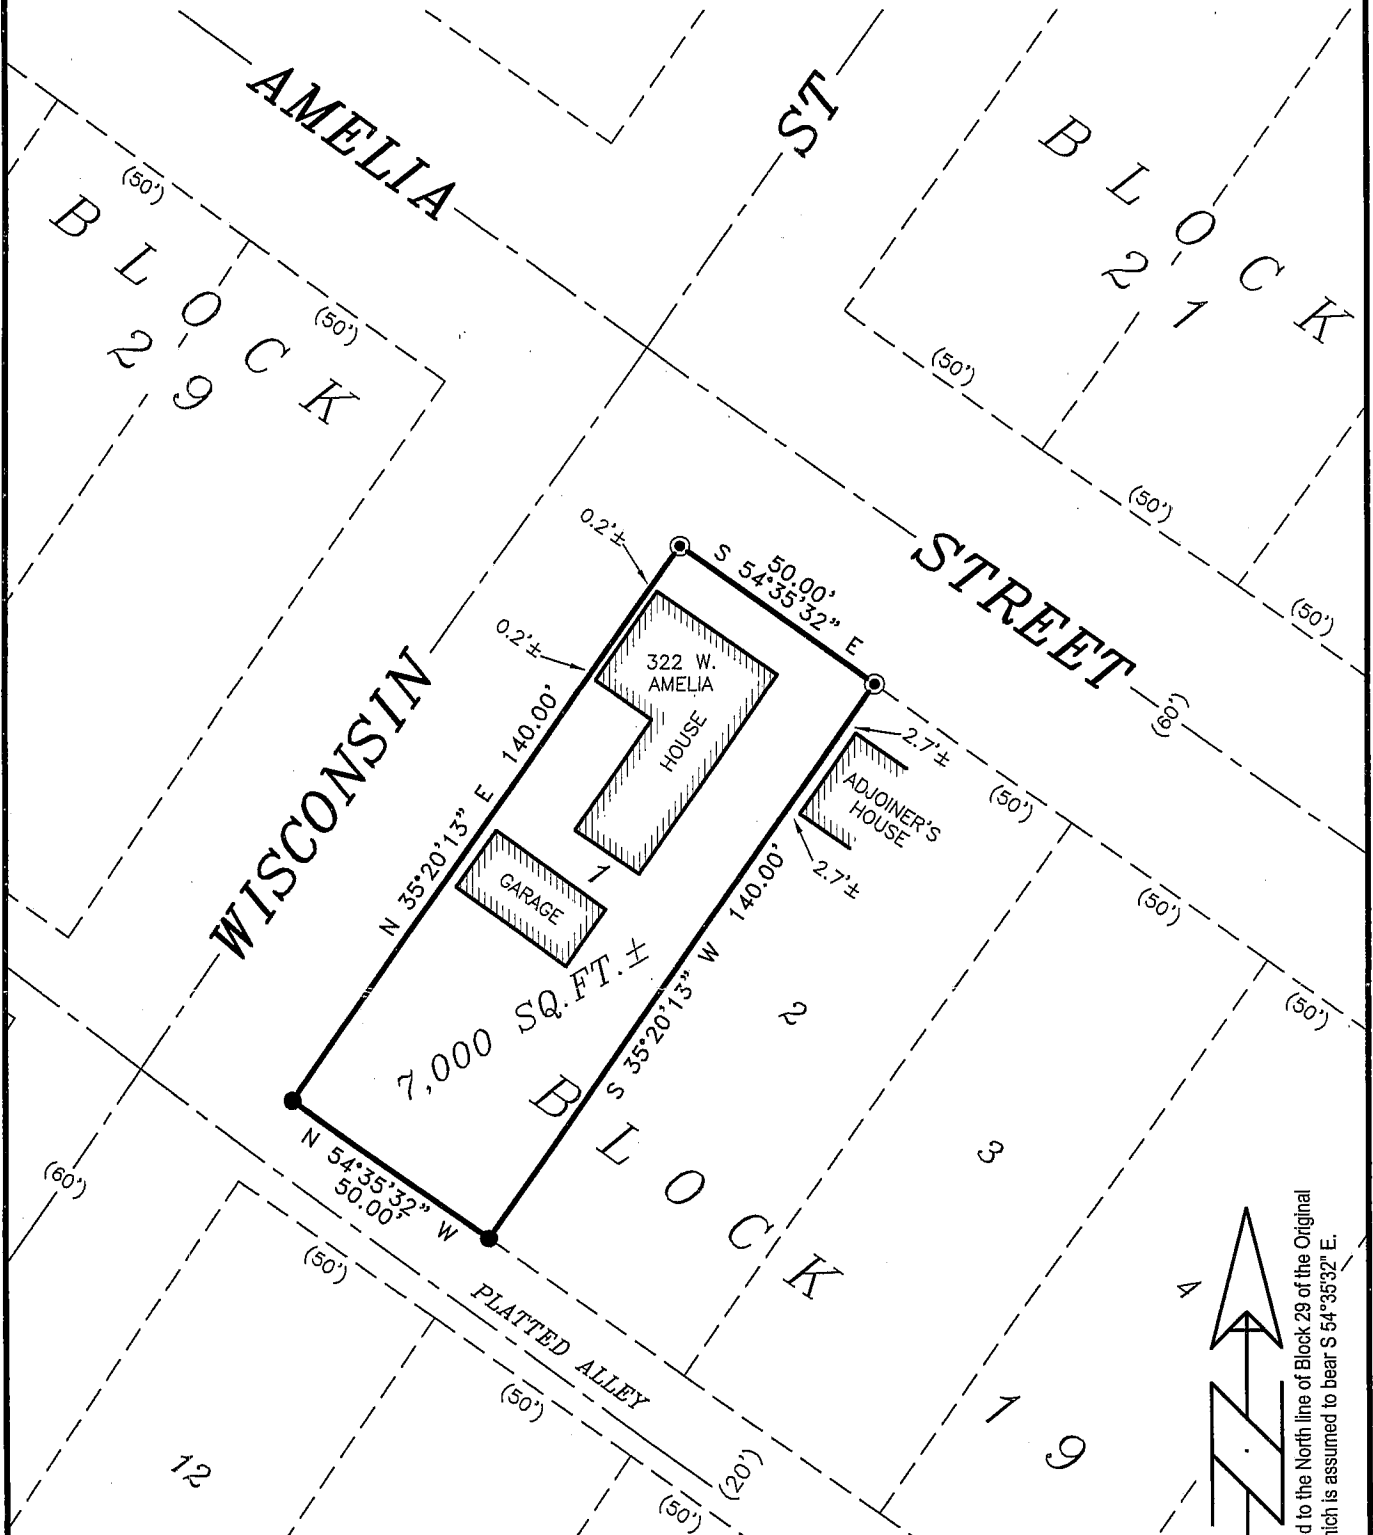 AMELIA
ST
BLOCK
21
(50')
BLOCK
29
(50')
(50')
(50')
(50')
STREET
(60')
0.2'±
0.2'±
S 54°35'32" E
50.00'
322 W.
AMELIA
HOUSE
WISCONSIN
N 35°20'13" E 140.00'
2.7'±
ADJOINER'S
HOUSE
2.7'±
(50')
(50')
(50')
GARAGE
1
7,000 SQ.FT.±
S 35°20'13" W 140.00'
2
3
4
BLOCK
19
N 54°35'32" W
50.00'
(60')
(50')
PLATTED ALLEY
(50')
(20')
(50')
12
d to the North line of Block 29 of the Original
ich is assumed to bear S 54°35'32" E.